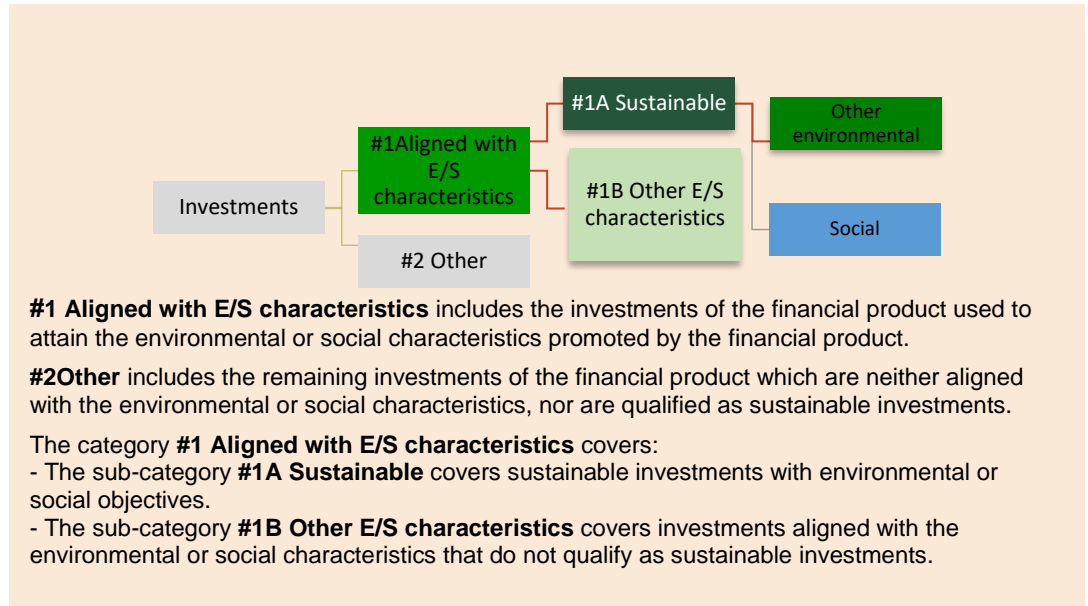 #1A Sustainable
Other
environmental
#1Aligned with
E/S
characteristics
#1B Other E/S
characteristics
Investments
Social
#2 Other
#1 Aligned with E/S characteristics includes the investments of the financial product used to
attain the environmental or social characteristics promoted by the financial product.
#2Other includes the remaining investments of the financial product which are neither aligned
with the environmental or social characteristics, nor are qualified as sustainable investments.
The category #1 Aligned with E/S characteristics covers:
- The sub-category #1A Sustainable covers sustainable investments with environmental or
social objectives.
- The sub-category #1B Other E/S characteristics covers investments aligned with the
environmental or social characteristics that do not qualify as sustainable investments.